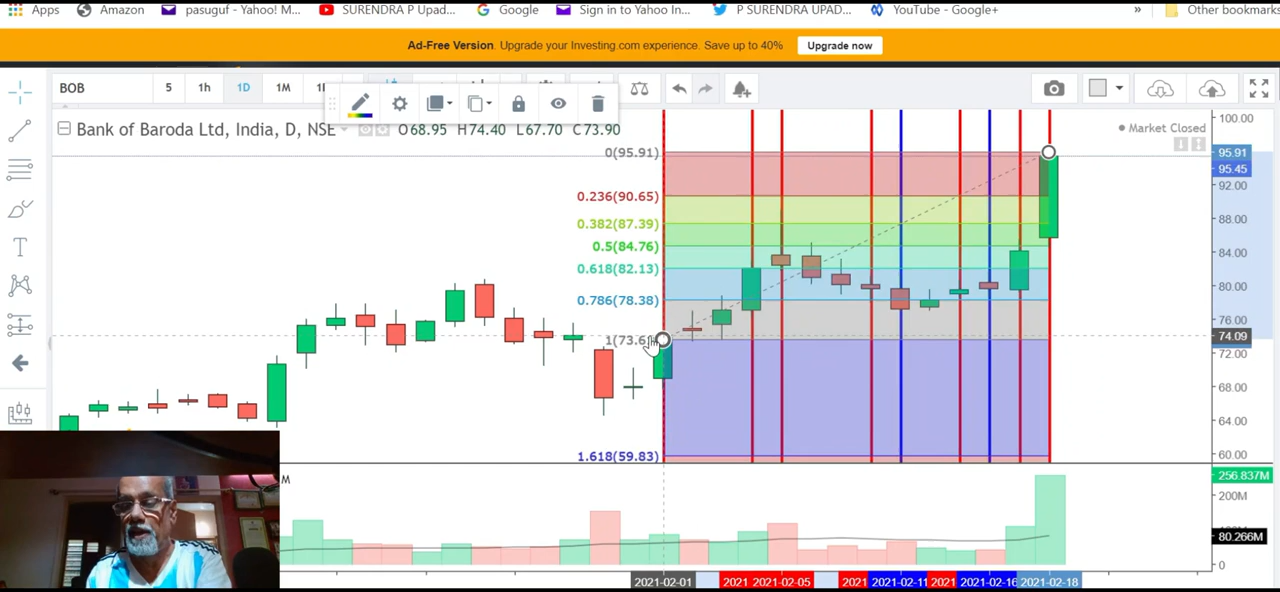 Apps Amazon pasuguf - Yahoo! M... SURENDRA P Upad... Google Sign in to Yahoo In... P SURENDRA UPAD... YouTube - Google+ » Other bookmarks
Ad-Free Version. Upgrade your Investing.com experience. Save up to 40% Upgrade now
BOB 5 1h 1D 1M
Bank of Baroda Ltd, India, D, NSE O68.95 H74.40 L67.70 C73.90
Market Closed
100.00
0(95.91)
95.91
95.45
92.00
0.236(90.65)
88.00
0.382(87.39)
0.5(84.76)
84.00
0.618(82.13)
80.00
0.786(78.38)
76.00
1(73.6
74.09
72.00
68.00
64.00
1.618(59.83)
60.00
M
256.837M
200M
80.266M
0
2021-02-01 2021 2021-02-05 2021 2021-02-11 2021 2021-02-16 2021-02-18